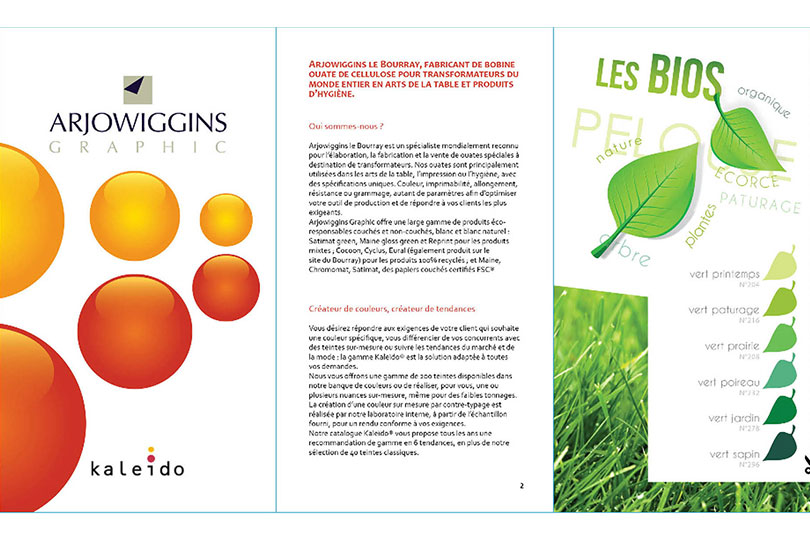 ARJOWIGGINS
GRAPHIC
kaleido
ARJOWIGGINS LE BOURRAY, FABRICANT DE BOBINE
OUATE DE CELLULOSE POUR TRANSFORMATEURS DU
MONDE ENTIER EN ARTS DE LA TABLE ET PRODUITS
D'HYGIÈNE.
Qui sommes-nous ?
Arjowiggins le Bourray est un spécialiste mondialement reconnu
pour l'élaboration, la fabrication et la vente de ouates spéciales à
destination de transformateurs. Nos ouates sont principalement
utilisées dans les arts de la table, l'impression ou l'hygiène, avec
des spécifications uniques. Couleur, imprimabilité, allongement,
résistance ou grammage, autant de paramètres afin d'optimiser
votre outil de production et de répondre à vos clients les plus
exigeants.
Arjowiggins Graphic offre une large gamme de produits éco-
responsables couchés et non-couchés, blanc et blanc naturel :
Satimat green, Maine gloss green et Reprint pour les produits
mixtes ; Cocoon, Cyclus, Eural (également produit sur le
site du Bourray) pour les produits 100% recyclés ; et Maine,
Chromomat, Satimat, des papiers couchés certifiés FSC®
Créateur de couleurs, créateur de tendances
Vous désirez répondre aux exigences de votre client qui souhaite
une couleur spécifique, vous différencier de vos concurrents avec
des teintes sur-mesure ou suivre les tendances du marché et de
la mode : la gamme Kaleido® est la solution adaptée à toutes
vos demandes.
Nous vous offrons une gamme de 200 teintes disponibles dans
notre banque de couleurs ou de réaliser, pour vous, une ou
plusieurs nuances sur-mesure, même pour des faibles tonnages.
La création d'une couleur sur mesure par contre-typage est
réalisée par notre laboratoire interne, à partir de l'échantillon
fourni, pour un rendu conforme à vos exigences.
Notre catalogue Kaleido® vous propose tous les ans une
recommandation de gamme en 6 tendances, en plus de notre
sélection de 40 teintes classiques.
2
LES BIOS
organique
PELOUSE
nature
ECORCE
PATURAGE
plantes
arbre
vert printemps
N°206
vert paturage
N°216
vert prairie
N°208
vert poireau
N°232
vert jardin
N°276
vert sapin
N°296